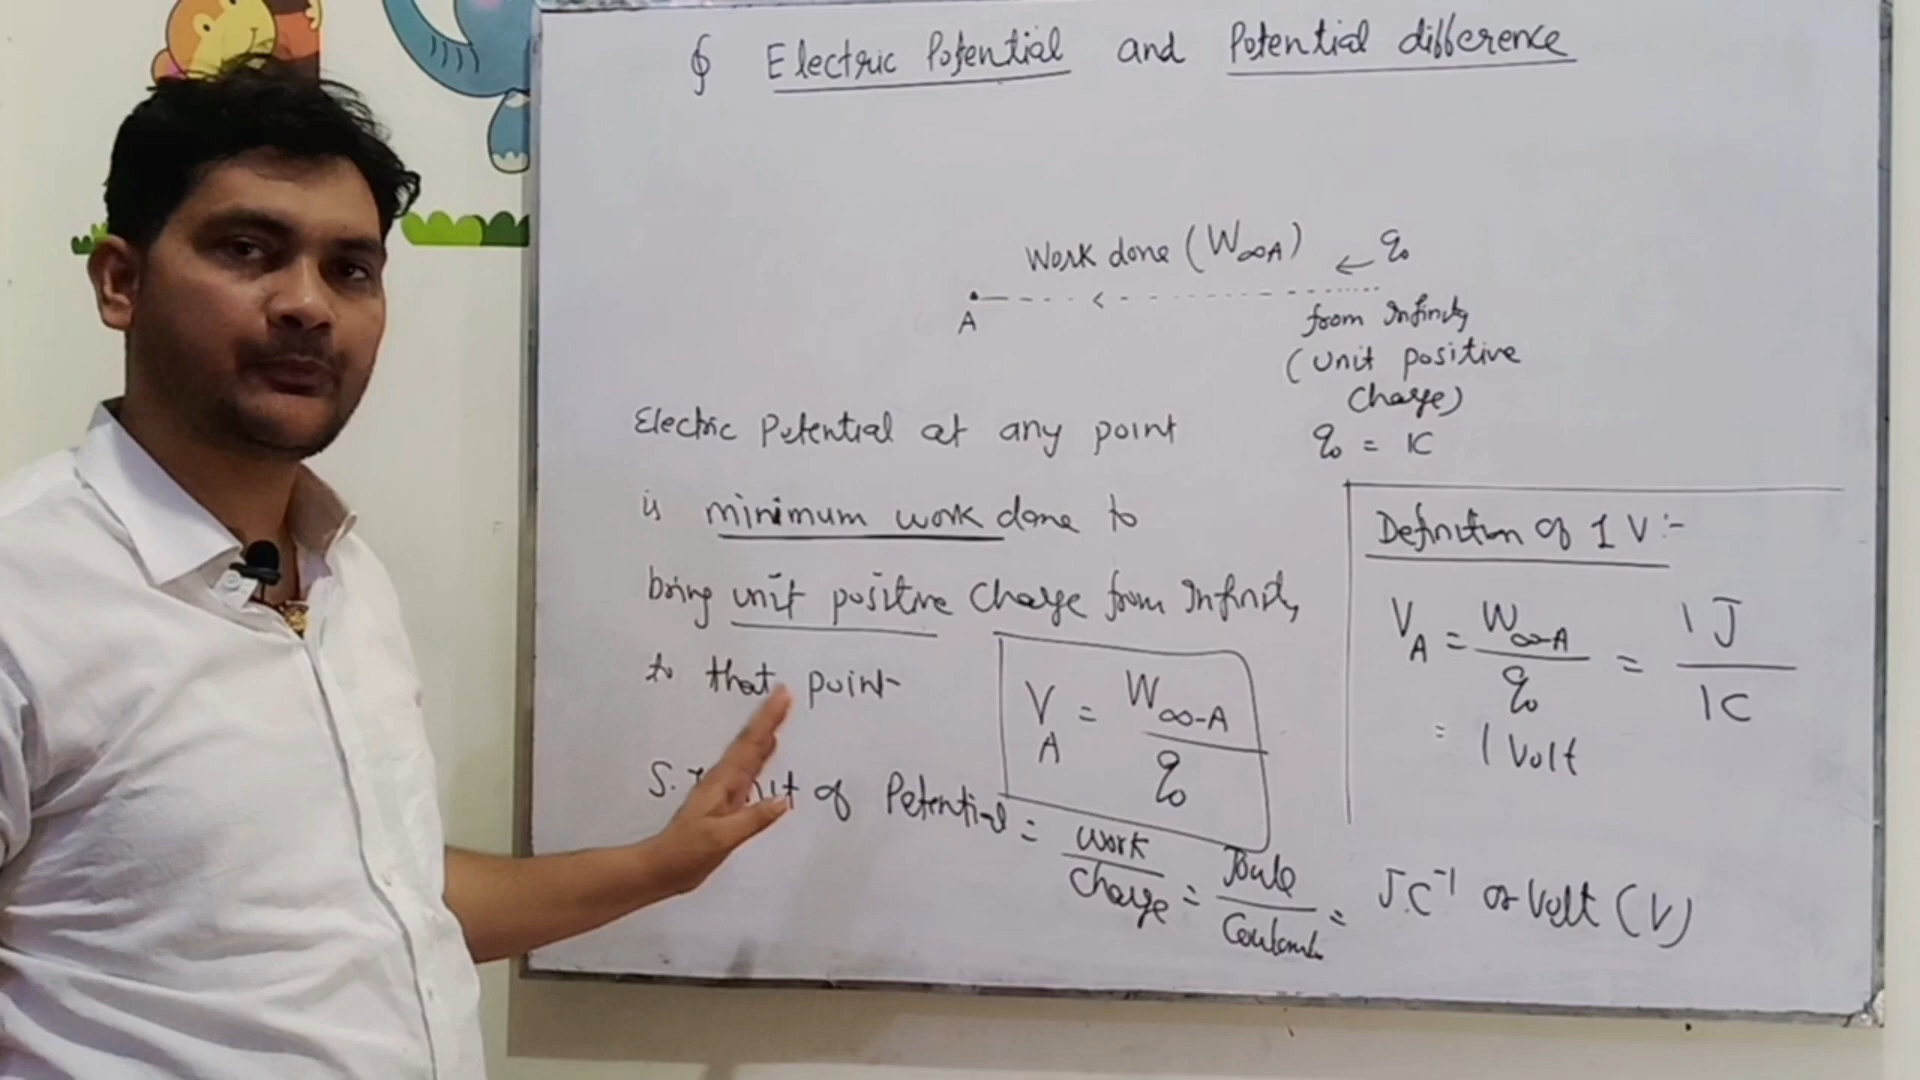 § Electric Potential and Potential difference
Work done (W∞A) ← q₀
A
from Infinity
(unit positive
Charge)
q₀ = 1C
Electric Potential at any point
is minimum work done to
bring unit positive Charge from Infinity
to that point
V_A = W∞-A / q₀
S.I unit of Potential = Work / Charge = Joule / Coulomb = J.C⁻¹ or Volt (V)
Definition of 1 V :-
V_A = W∞-A / q₀ = 1 J / 1C
= 1 Volt